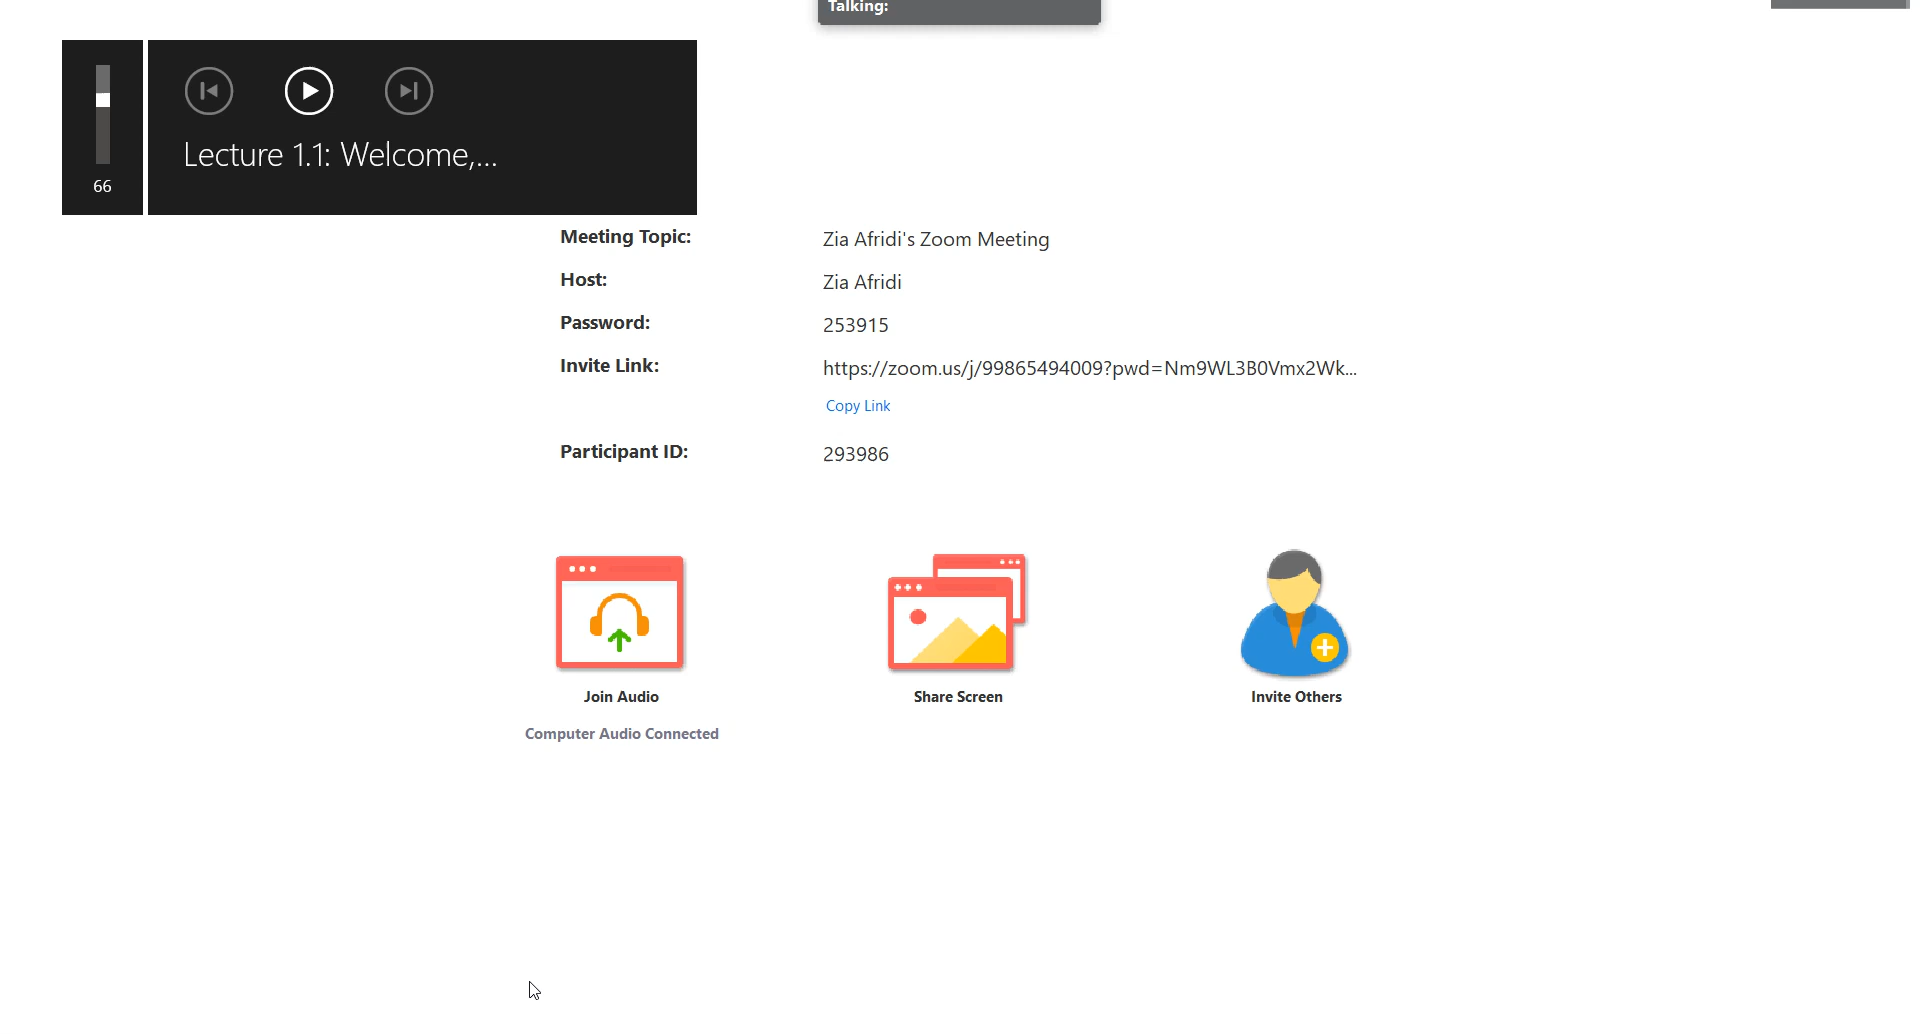 Talking:
66
Lecture 1.1: Welcome,...
Meeting Topic: Zia Afridi's Zoom Meeting
Host: Zia Afridi
Password: 253915
Invite Link: https://zoom.us/j/99865494009?pwd=Nm9WL3B0Vmx2Wk...
Copy Link
Participant ID: 293986
Join Audio Share Screen Invite Others
Computer Audio Connected